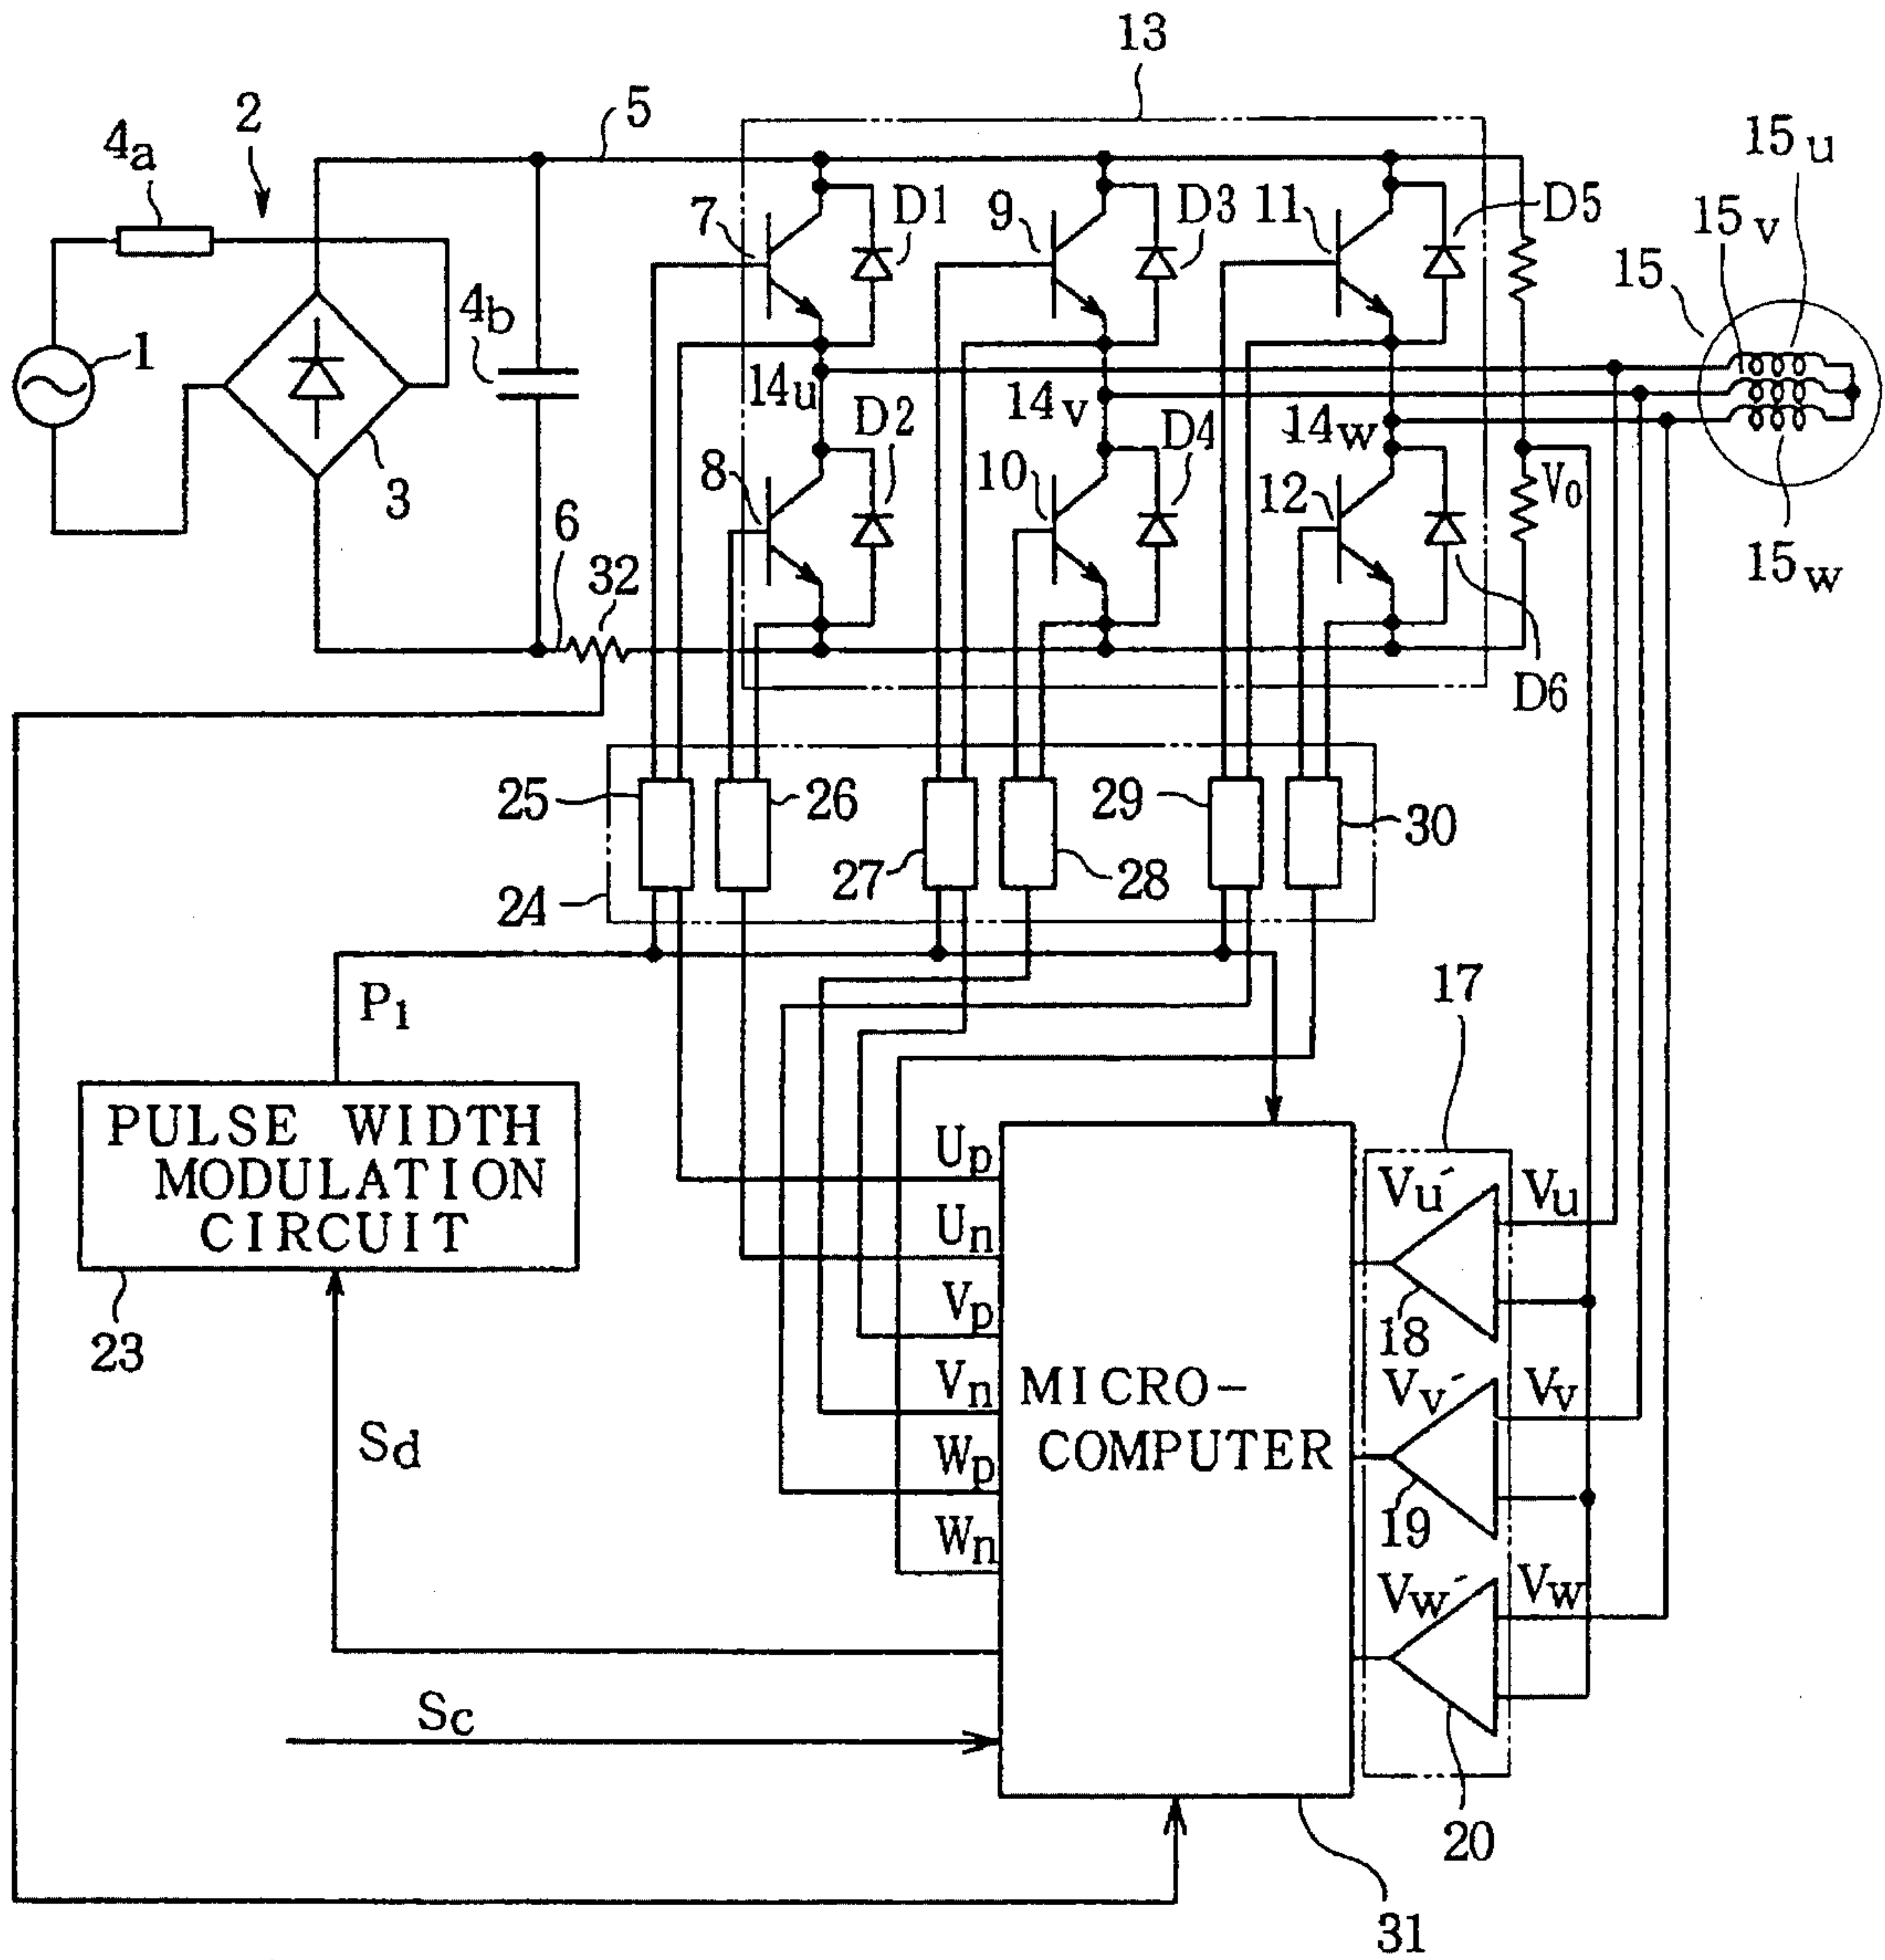 13
2
5
4a
15u
7
D1
9
D3
11
D5
15v
15
1
4b
14u
14v
14w
D2
D4
3
6
8
10
12
V0
32
15w
D6
25
26
27
28
29
30
24
P1
17
PULSE WIDTH
MODULATION
CIRCUIT
23
Up
Un
Vp
Vn
Wp
Wn
MICRO-
COMPUTER
Vu´
Vu
18
Vv´
Vv
19
Vw´
Vw
20
Sd
Sc
31